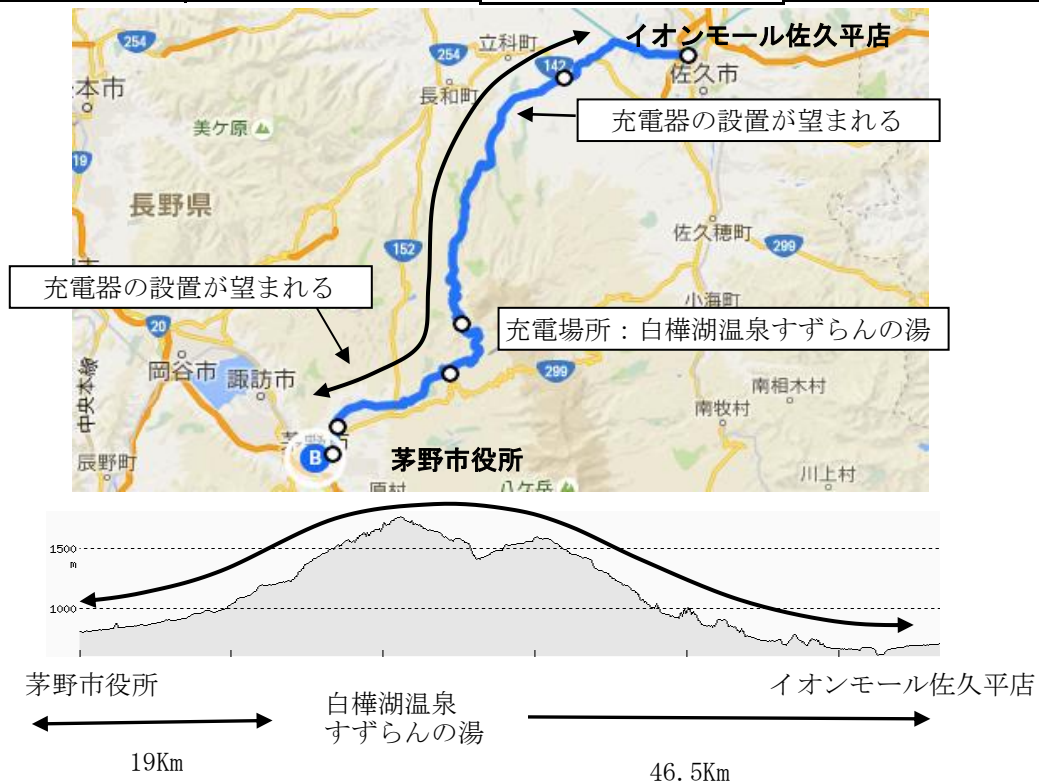 254
254
立科町
イオンモール佐久平店
142
佐久市
本市
長和町
充電器の設置が望まれる
美ケ原
19
長野県
佐久穂町
152
299
充電器の設置が望まれる
小海町
20
充電場所：白樺湖温泉すずらんの湯
岡谷市
諏訪市
299
南相木村
中央本線
南牧村
B
茅野市役所
辰野町
川上村
原村
八ケ岳
1500
m
1000
茅野市役所
イオンモール佐久平店
白樺湖温泉
すずらんの湯
19Km
46.5Km